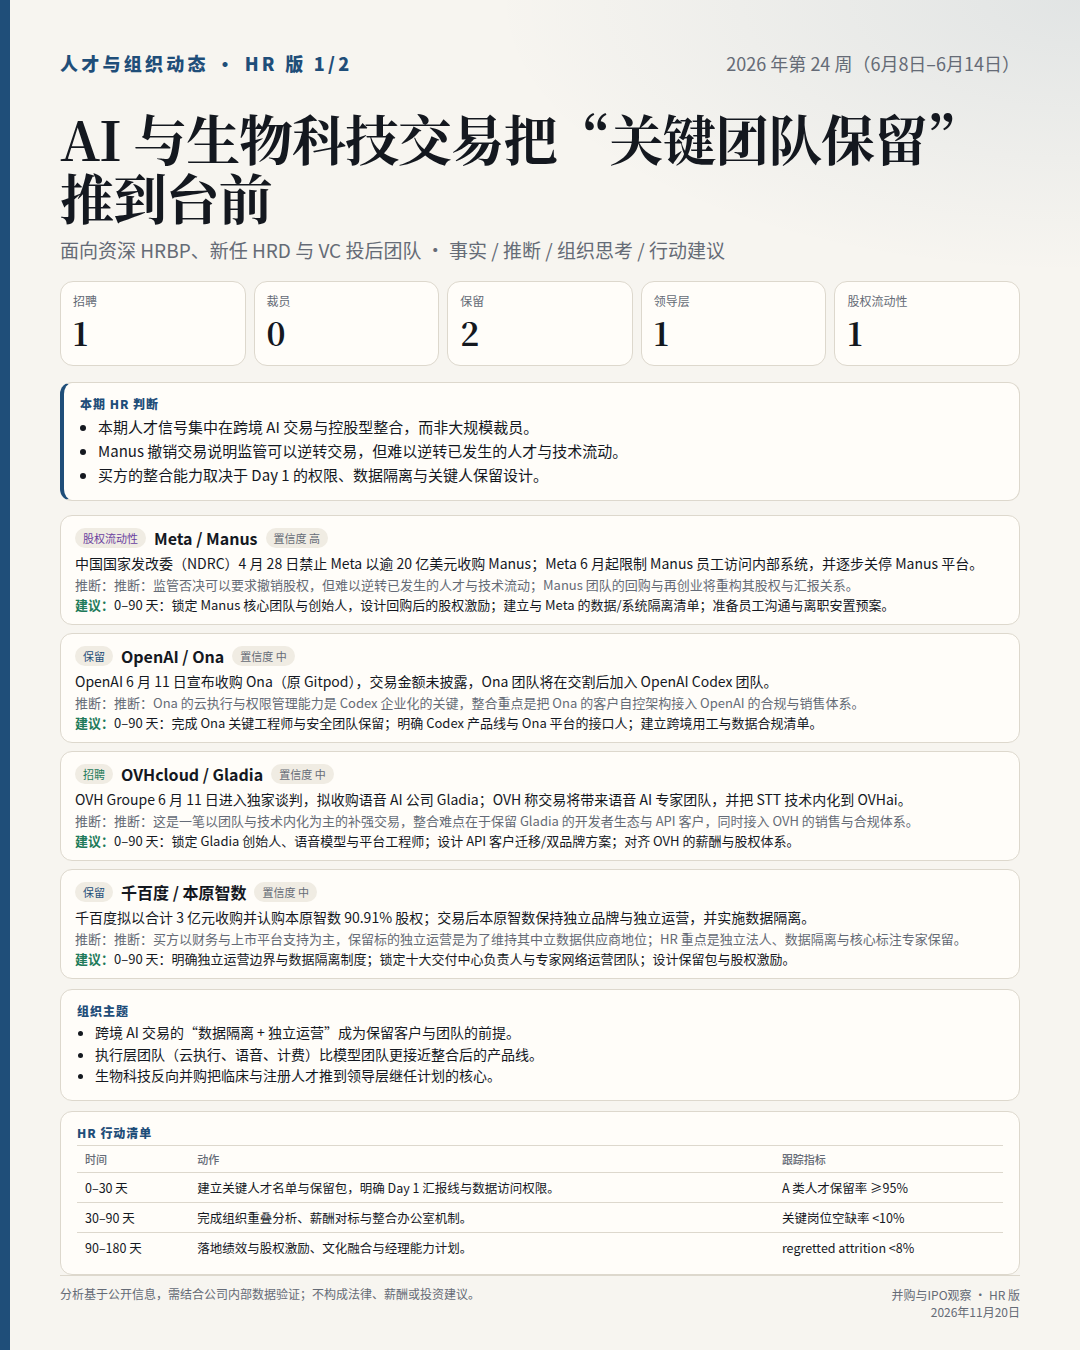 人才与组织动态 · HR 版 1/2
2026 年第 24 周（6月8日–6月14日）
AI 与生物科技交易把“关键团队保留”
推到台前
面向资深 HRBP、新任 HRD 与 VC 投后团队 · 事实 / 推断 / 组织思考 / 行动建议
招聘
1
裁员
0
保留
2
领导层
1
股权流动性
1
本期 HR 判断
• 本期人才信号集中在跨境 AI 交易与控股型整合，而非大规模裁员。
• Manus 撤销交易说明监管可以逆转交易，但难以逆转已发生的人才与技术流动。
• 买方的整合能力取决于 Day 1 的权限、数据隔离与关键人保留设计。
股权流动性 Meta / Manus 置信度 高
中国国家发改委（NDRC）4 月 28 日禁止 Meta 以逾 20 亿美元收购 Manus；Meta 6 月起限制 Manus 员工访问内部系统，并逐步关停 Manus 平台。
推断：推断：监管否决可以要求撤销股权，但难以逆转已发生的人才与技术流动；Manus 团队的回购与再创业将重构其股权与汇报关系。
建议：0–90 天：锁定 Manus 核心团队与创始人，设计回购后的股权激励；建立与 Meta 的数据/系统隔离清单；准备员工沟通与离职安置预案。
保留 OpenAI / Ona 置信度 中
OpenAI 6 月 11 日宣布收购 Ona（原 Gitpod），交易金额未披露，Ona 团队将在交割后加入 OpenAI Codex 团队。
推断：推断：Ona 的云执行与权限管理能力是 Codex 企业化的关键，整合重点是把 Ona 的客户自控架构接入 OpenAI 的合规与销售体系。
建议：0–90 天：完成 Ona 关键工程师与安全团队保留；明确 Codex 产品线与 Ona 平台的接口人；建立跨境用工与数据合规清单。
招聘 OVHcloud / Gladia 置信度 中
OVH Groupe 6 月 11 日进入独家谈判，拟收购语音 AI 公司 Gladia；OVH 称交易将带来语音 AI 专家团队，并把 STT 技术内化到 OVHai。
推断：推断：这是一笔以团队与技术内化为主的补强交易，整合难点在于保留 Gladia 的开发者生态与 API 客户，同时接入 OVH 的销售与合规体系。
建议：0–90 天：锁定 Gladia 创始人、语音模型与平台工程师；设计 API 客户迁移/双品牌方案；对齐 OVH 的薪酬与股权体系。
保留 千百度 / 本原智数 置信度 中
千百度拟以合计 3 亿元收购并认购本原智数 90.91% 股权；交易后本原智数保持独立品牌与独立运营，并实施数据隔离。
推断：推断：买方以财务与上市平台支持为主，保留标的独立运营是为了维持其中立数据供应商地位；HR 重点是独立法人、数据隔离与核心标注专家保留。
建议：0–90 天：明确独立运营边界与数据隔离制度；锁定十大交付中心负责人与专家网络运营团队；设计保留包与股权激励。
组织主题
• 跨境 AI 交易的“数据隔离 + 独立运营”成为保留客户与团队的前提。
• 执行层团队（云执行、语音、计费）比模型团队更接近整合后的产品线。
• 生物科技反向并购把临床与注册人才推到领导层继任计划的核心。
HR 行动清单
时间 动作 跟踪指标
0–30 天 建立关键人才名单与保留包，明确 Day 1 汇报线与数据访问权限。 A 类人才保留率 ≥95%
30–90 天 完成组织重叠分析、薪酬对标与整合办公室机制。 关键岗位空缺率 <10%
90–180 天 落地绩效与股权激励、文化融合与经理能力计划。 regretted attrition <8%
分析基于公开信息，需结合公司内部数据验证；不构成法律、薪酬或投资建议。
并购与IPO观察 · HR 版
2026年11月20日